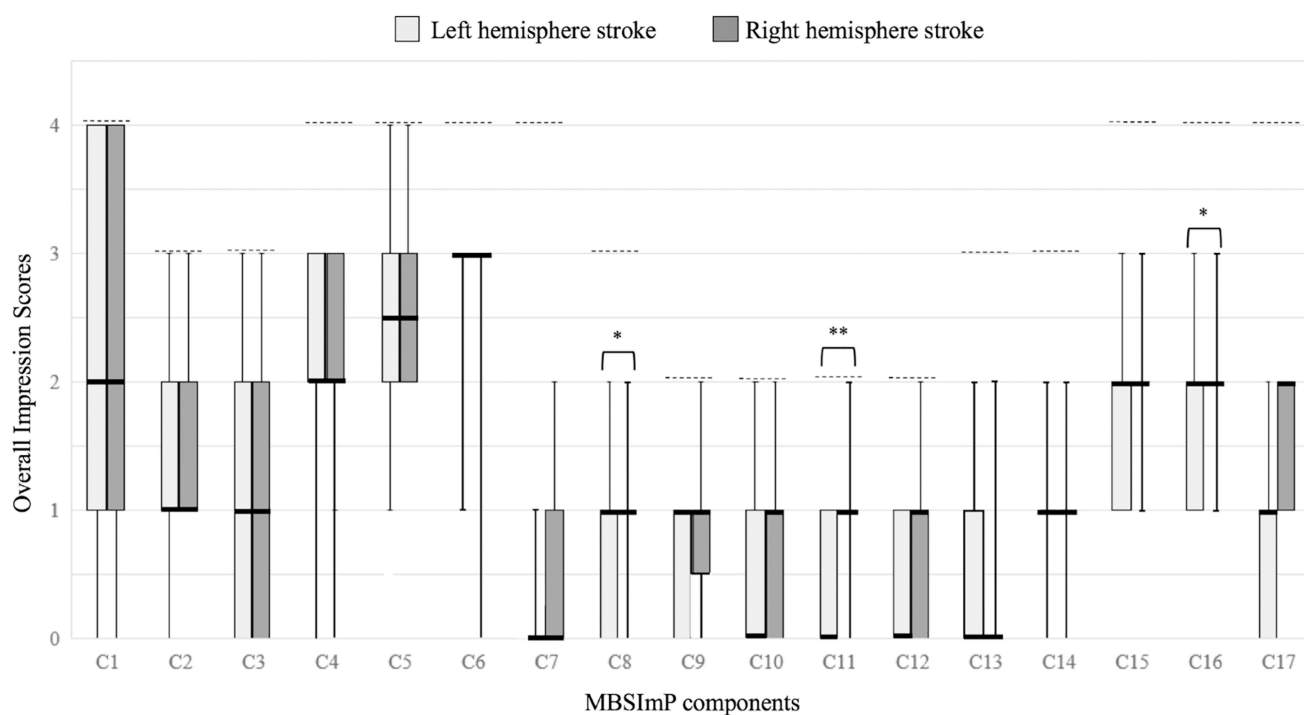 Left hemisphere stroke Right hemisphere stroke
Overall Impression Scores
4
3
*
*
**
2
1
0
C1 C2 C3 C4 C5 C6 C7 C8 C9 C10 C11 C12 C13 C14 C15 C16 C17
MBSImP components